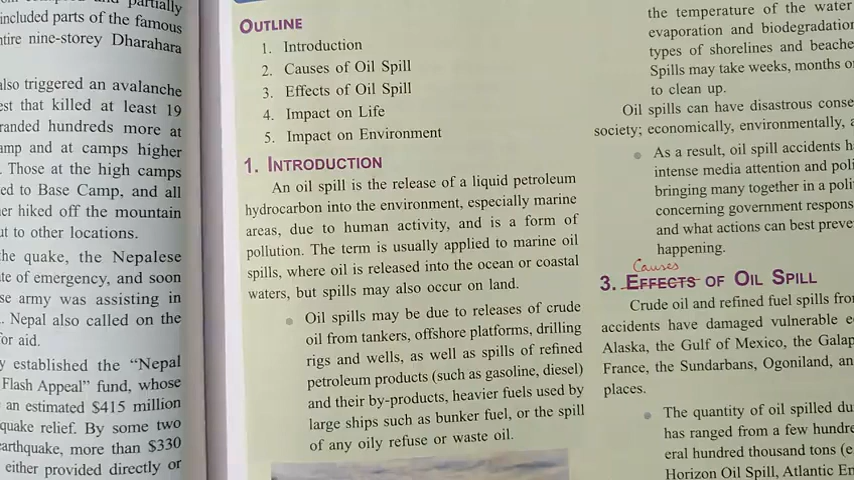 partially
included parts of the famous
ntire nine-storey Dharahara
also triggered an avalanche
est that killed at least 19
randed hundreds more at
amp and at camps higher
. Those at the high camps
ed to Base Camp, and all
er hiked off the mountain
ut to other locations.
he quake, the Nepalese
te of emergency, and soon
se army was assisting in
. Nepal also called on the
for aid.
y established the “Nepal
Flash Appeal” fund, whose
an estimated $415 million
quake relief. By some two
earthquake, more than $330
either provided directly or
OUTLINE
1. Introduction
2. Causes of Oil Spill
3. Effects of Oil Spill
4. Impact on Life
5. Impact on Environment
1. INTRODUCTION
An oil spill is the release of a liquid petroleum
hydrocarbon into the environment, especially marine
areas, due to human activity, and is a form of
pollution. The term is usually applied to marine oil
spills, where oil is released into the ocean or coastal
waters, but spills may also occur on land.
Oil spills may be due to releases of crude
oil from tankers, offshore platforms, drilling
rigs and wells, as well as spills of refined
petroleum products (such as gasoline, diesel)
and their by-products, heavier fuels used by
large ships such as bunker fuel, or the spill
of any oily refuse or waste oil.
the temperature of the water
evaporation and biodegradatio
types of shorelines and beache
Spills may take weeks, months o
to clean up.
Oil spills can have disastrous conse
society; economically, environmentally, a
As a result, oil spill accidents h
intense media attention and poli
bringing many together in a poli
concerning government respons
and what actions can best preve
happening.
Causes
3. EFFECTS OF OIL SPILL
Crude oil and refined fuel spills fro
accidents have damaged vulnerable e
Alaska, the Gulf of Mexico, the Galap
France, the Sundarbans, Ogoniland, an
places.
The quantity of oil spilled du
has ranged from a few hundr
eral hundred thousand tons (e
Horizon Oil Spill, Atlantic En